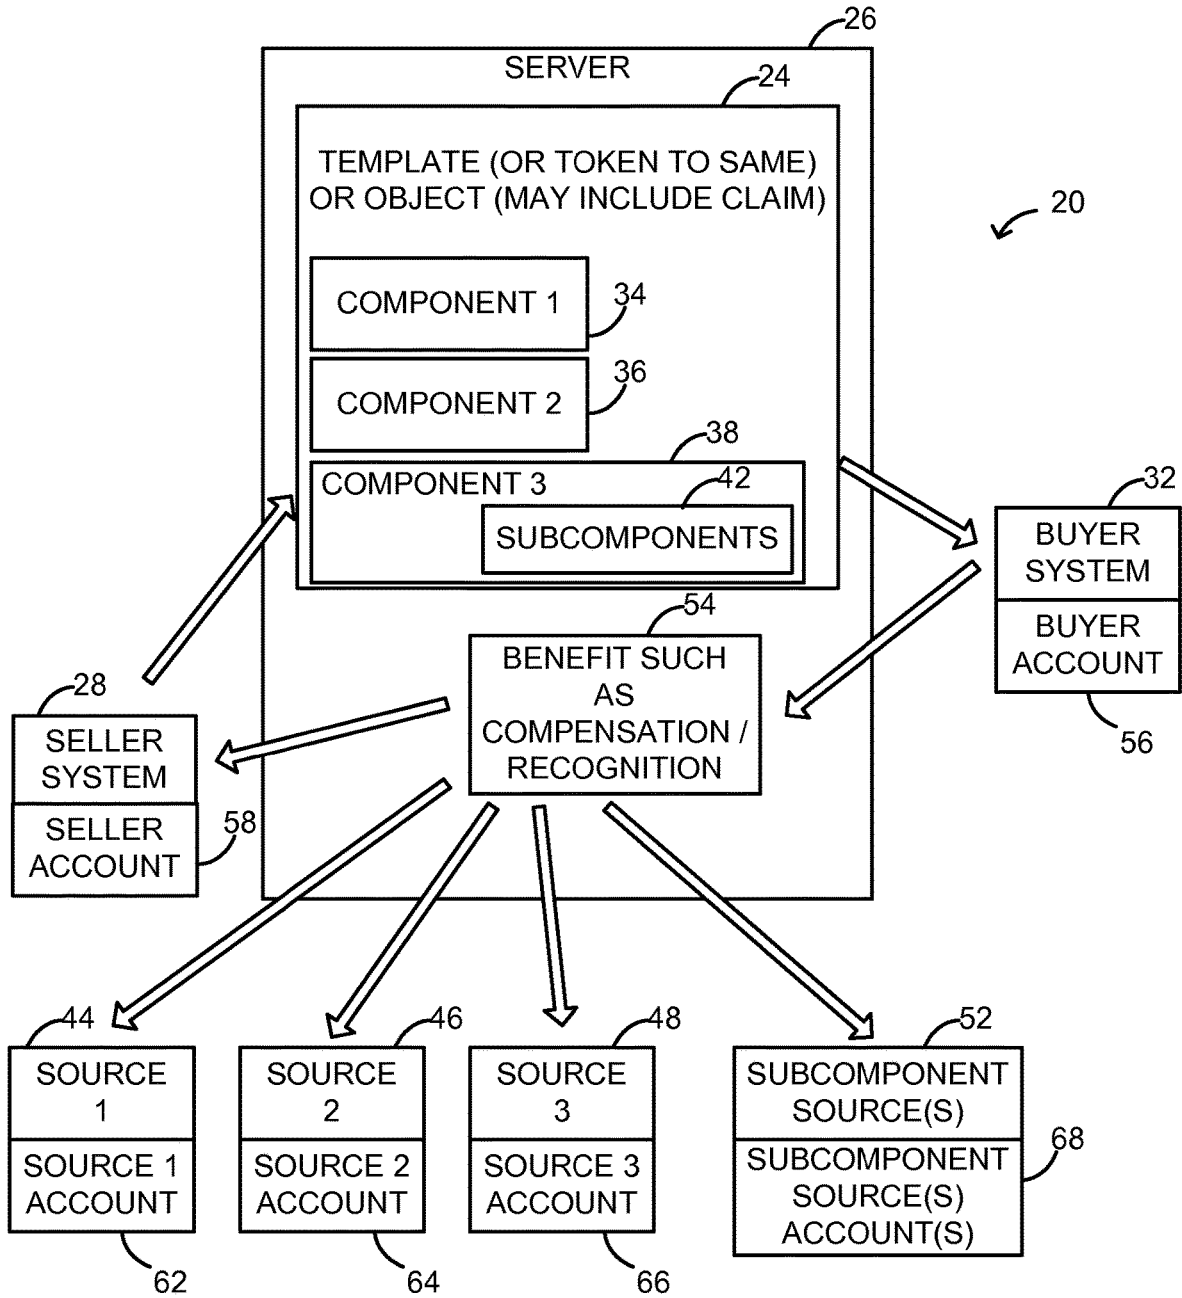 26
SERVER
24
TEMPLATE (OR TOKEN TO SAME)
OR OBJECT (MAY INCLUDE CLAIM)
20
COMPONENT 1
34
COMPONENT 2
36
38
COMPONENT 3
42
SUBCOMPONENTS
32
BUYER
SYSTEM
BUYER
ACCOUNT
56
54
BENEFIT SUCH
AS
COMPENSATION /
RECOGNITION
28
SELLER
SYSTEM
SELLER
ACCOUNT
58
44
SOURCE
1
SOURCE 1
ACCOUNT
62
46
SOURCE
2
SOURCE 2
ACCOUNT
64
48
SOURCE
3
SOURCE 3
ACCOUNT
66
52
SUBCOMPONENT
SOURCE(S)
SUBCOMPONENT
SOURCE(S)
ACCOUNT(S)
68